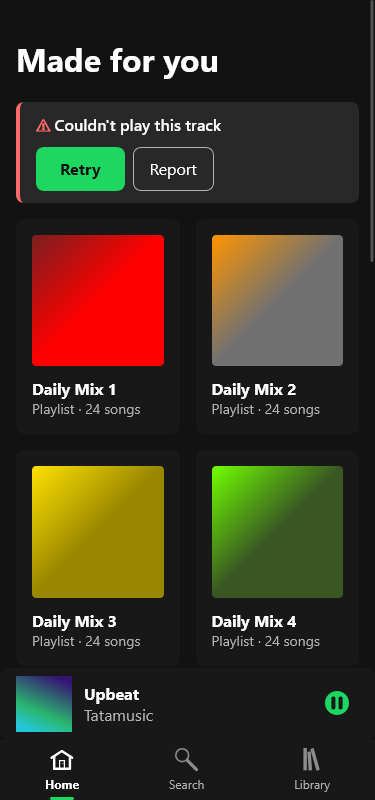 Made for you
Couldn't play this track
Retry
Report
Daily Mix 1
Playlist · 24 songs
Daily Mix 2
Playlist · 24 songs
Daily Mix 3
Playlist · 24 songs
Daily Mix 4
Playlist · 24 songs
Upbeat
Tatamusic
Home
Search
Library